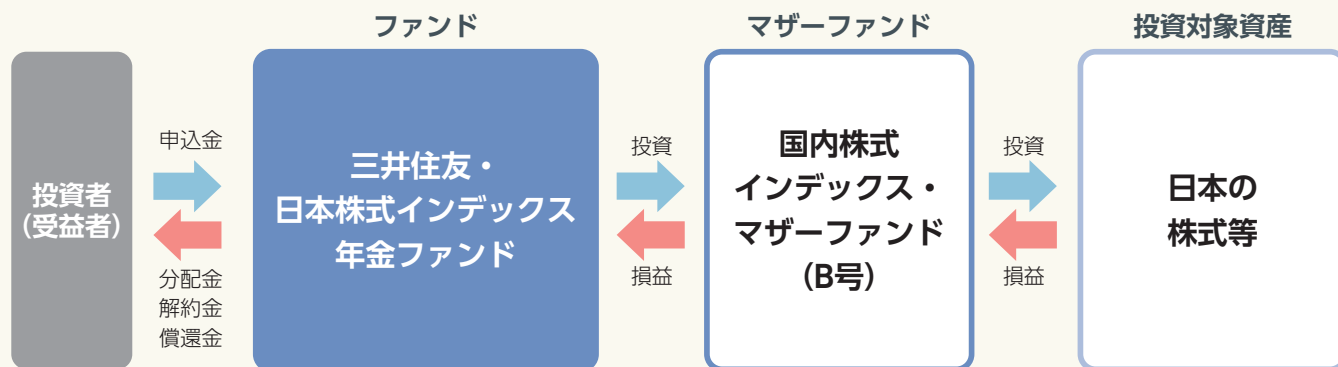 ファンド
マザーファンド
投資対象資産
投資者
(受益者)
申込金
分配金
解約金
償還金
三井住友・
日本株式インデックス
年金ファンド
投資
損益
国内株式
インデックス・
マザーファンド
(B号)
投資
損益
日本の
株式等